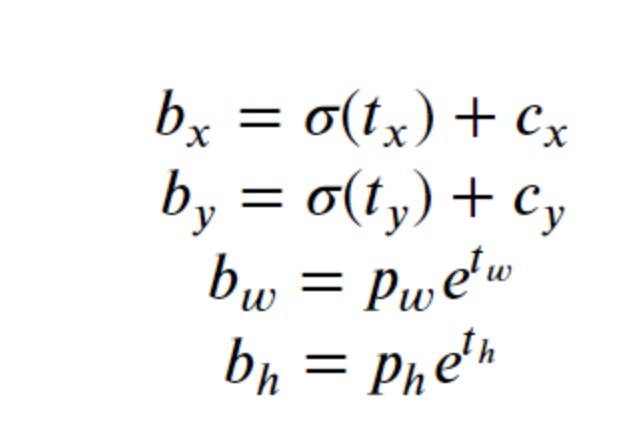 b_x = σ(t_x) + c_x
b_y = σ(t_y) + c_y
b_w = p_w e^{t_w}
b_h = p_h e^{t_h}